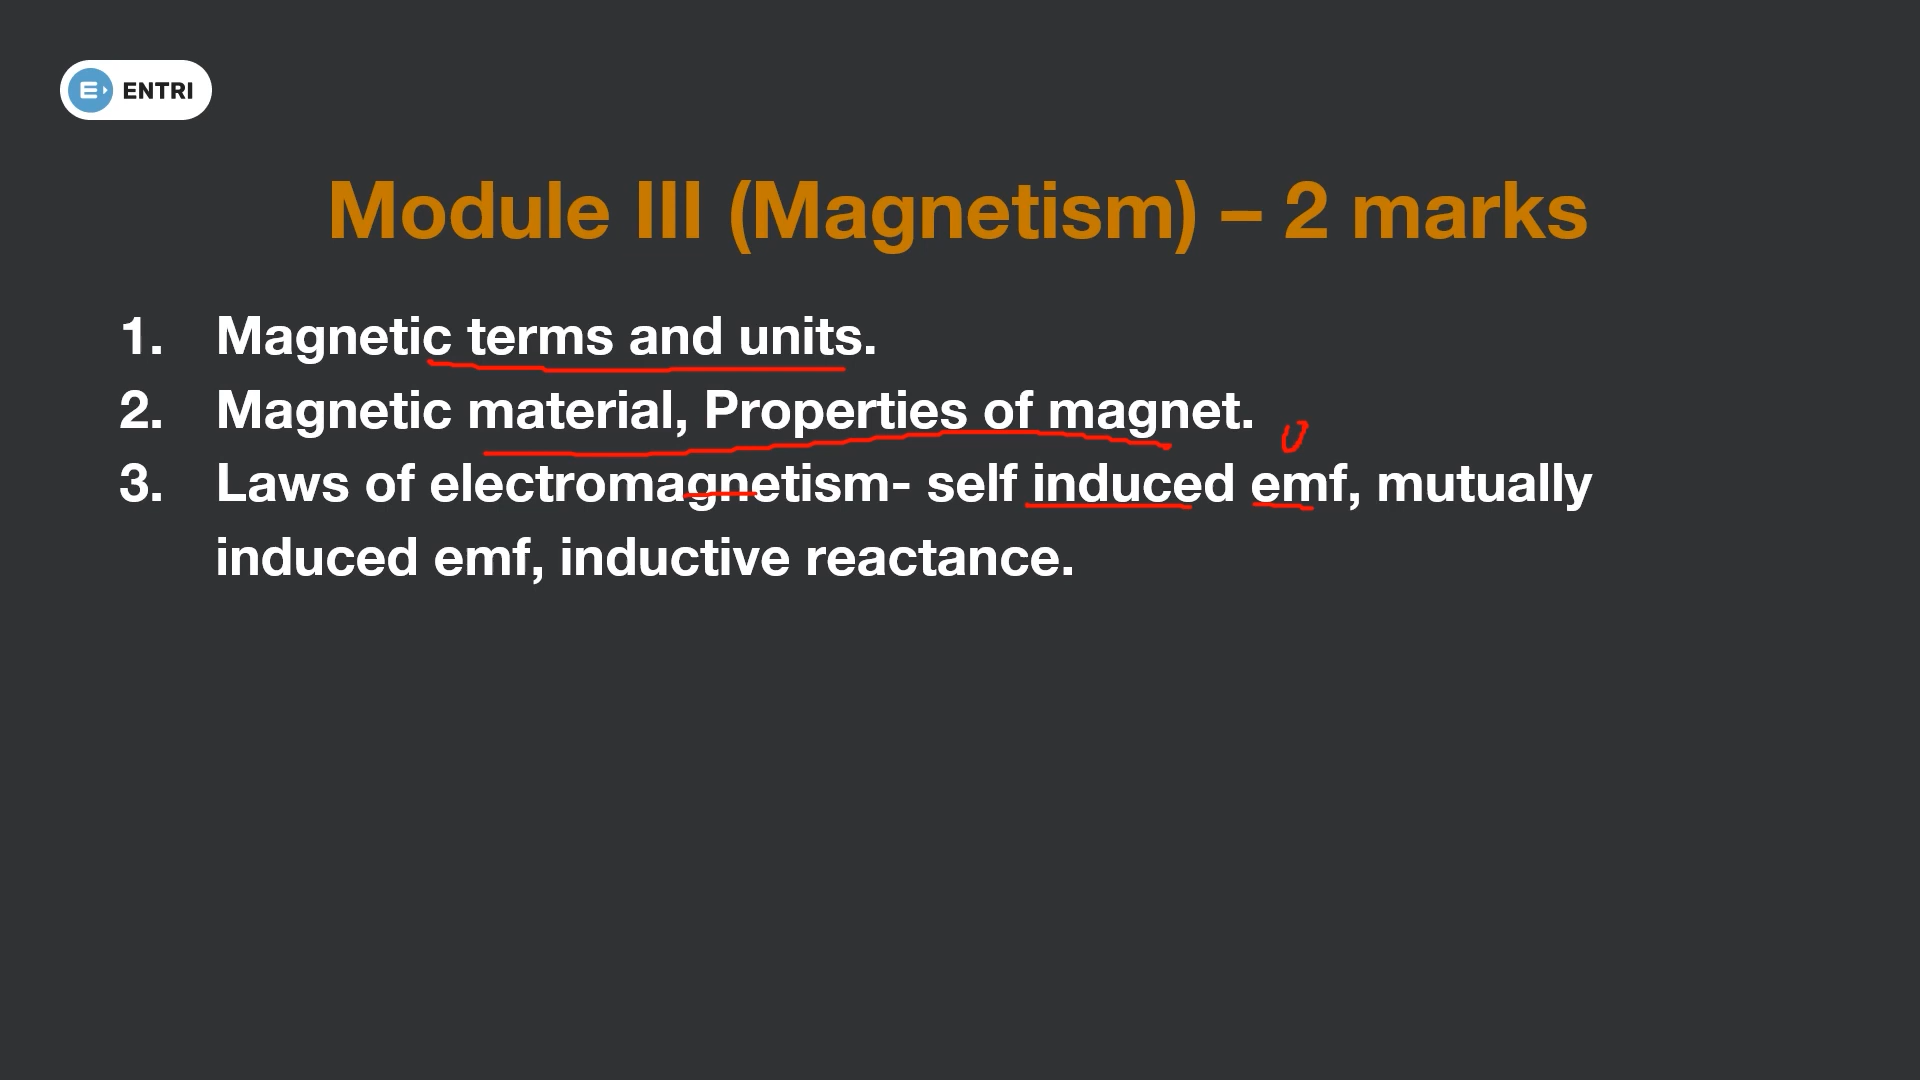 ENTRI
Module III (Magnetism) – 2 marks
1. Magnetic terms and units.
2. Magnetic material, Properties of magnet.
3. Laws of electromagnetism- self induced emf, mutually
induced emf, inductive reactance.